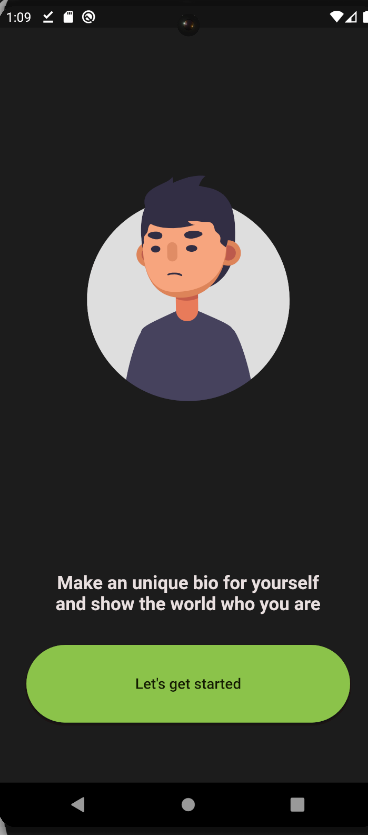 1:09
Make an unique bio for yourself
and show the world who you are
Let's get started